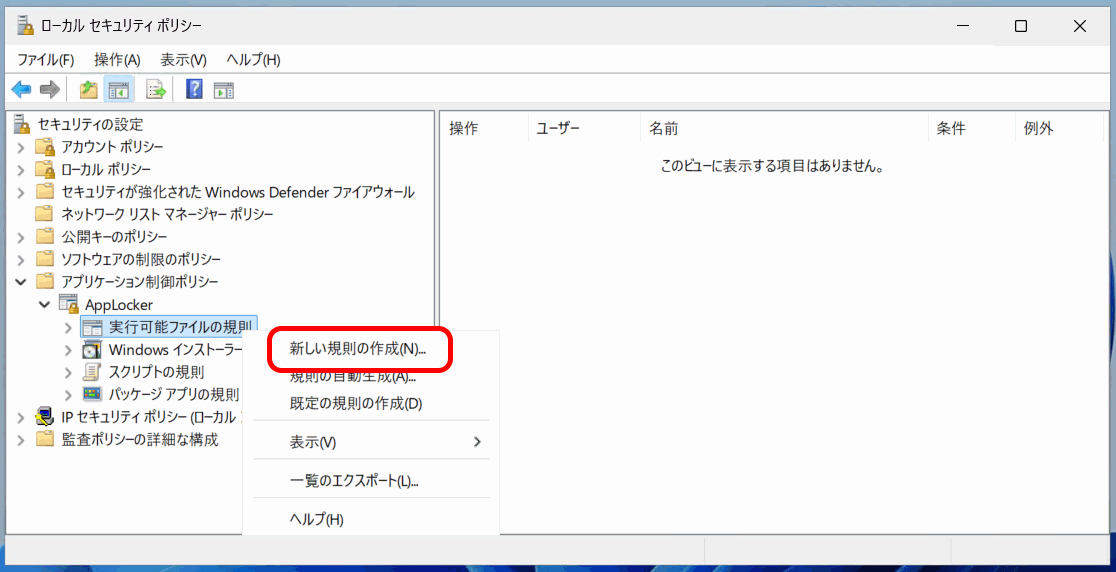 ローカル セキュリティ ポリシー
ファイル(F) 操作(A) 表示(V) ヘルプ(H)
セキュリティの設定
アカウント ポリシー
ローカル ポリシー
セキュリティが強化された Windows Defender ファイアウォール
ネットワーク リスト マネージャー ポリシー
公開キーのポリシー
ソフトウェアの制限のポリシー
アプリケーション制御ポリシー
AppLocker
実行可能ファイルの規則
Windows インストーラー
スクリプトの規則
パッケージ アプリの規則
IP セキュリティ ポリシー (ローカル
監査ポリシーの詳細な構成
操作 ユーザー 名前 条件 例外
このビューに表示する項目はありません。
新しい規則の作成(N)...
規則の自動生成(A)...
既定の規則の作成(D)
表示(V)
一覧のエクスポート(L)...
ヘルプ(H)